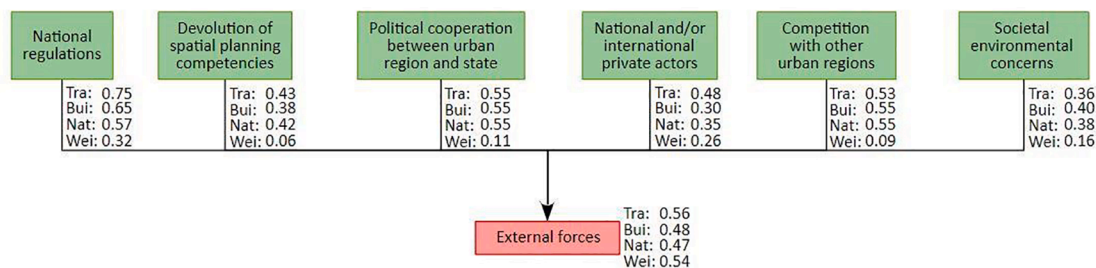 National
regulations
Devolution of
spatial planning
competencies
Political cooperation
between urban
region and state
National and/or
international
private actors
Competition
with other
urban regions
Societal
environmental
concerns
Tra: 0.75
Bui: 0.65
Nat: 0.57
Wei: 0.32
Tra: 0.43
Bui: 0.38
Nat: 0.42
Wei: 0.06
Tra: 0.55
Bui: 0.55
Nat: 0.55
Wei: 0.11
Tra: 0.48
Bui: 0.30
Nat: 0.35
Wei: 0.26
Tra: 0.53
Bui: 0.55
Nat: 0.55
Wei: 0.09
Tra: 0.36
Bui: 0.40
Nat: 0.38
Wei: 0.16
External forces
Tra: 0.56
Bui: 0.48
Nat: 0.47
Wei: 0.54